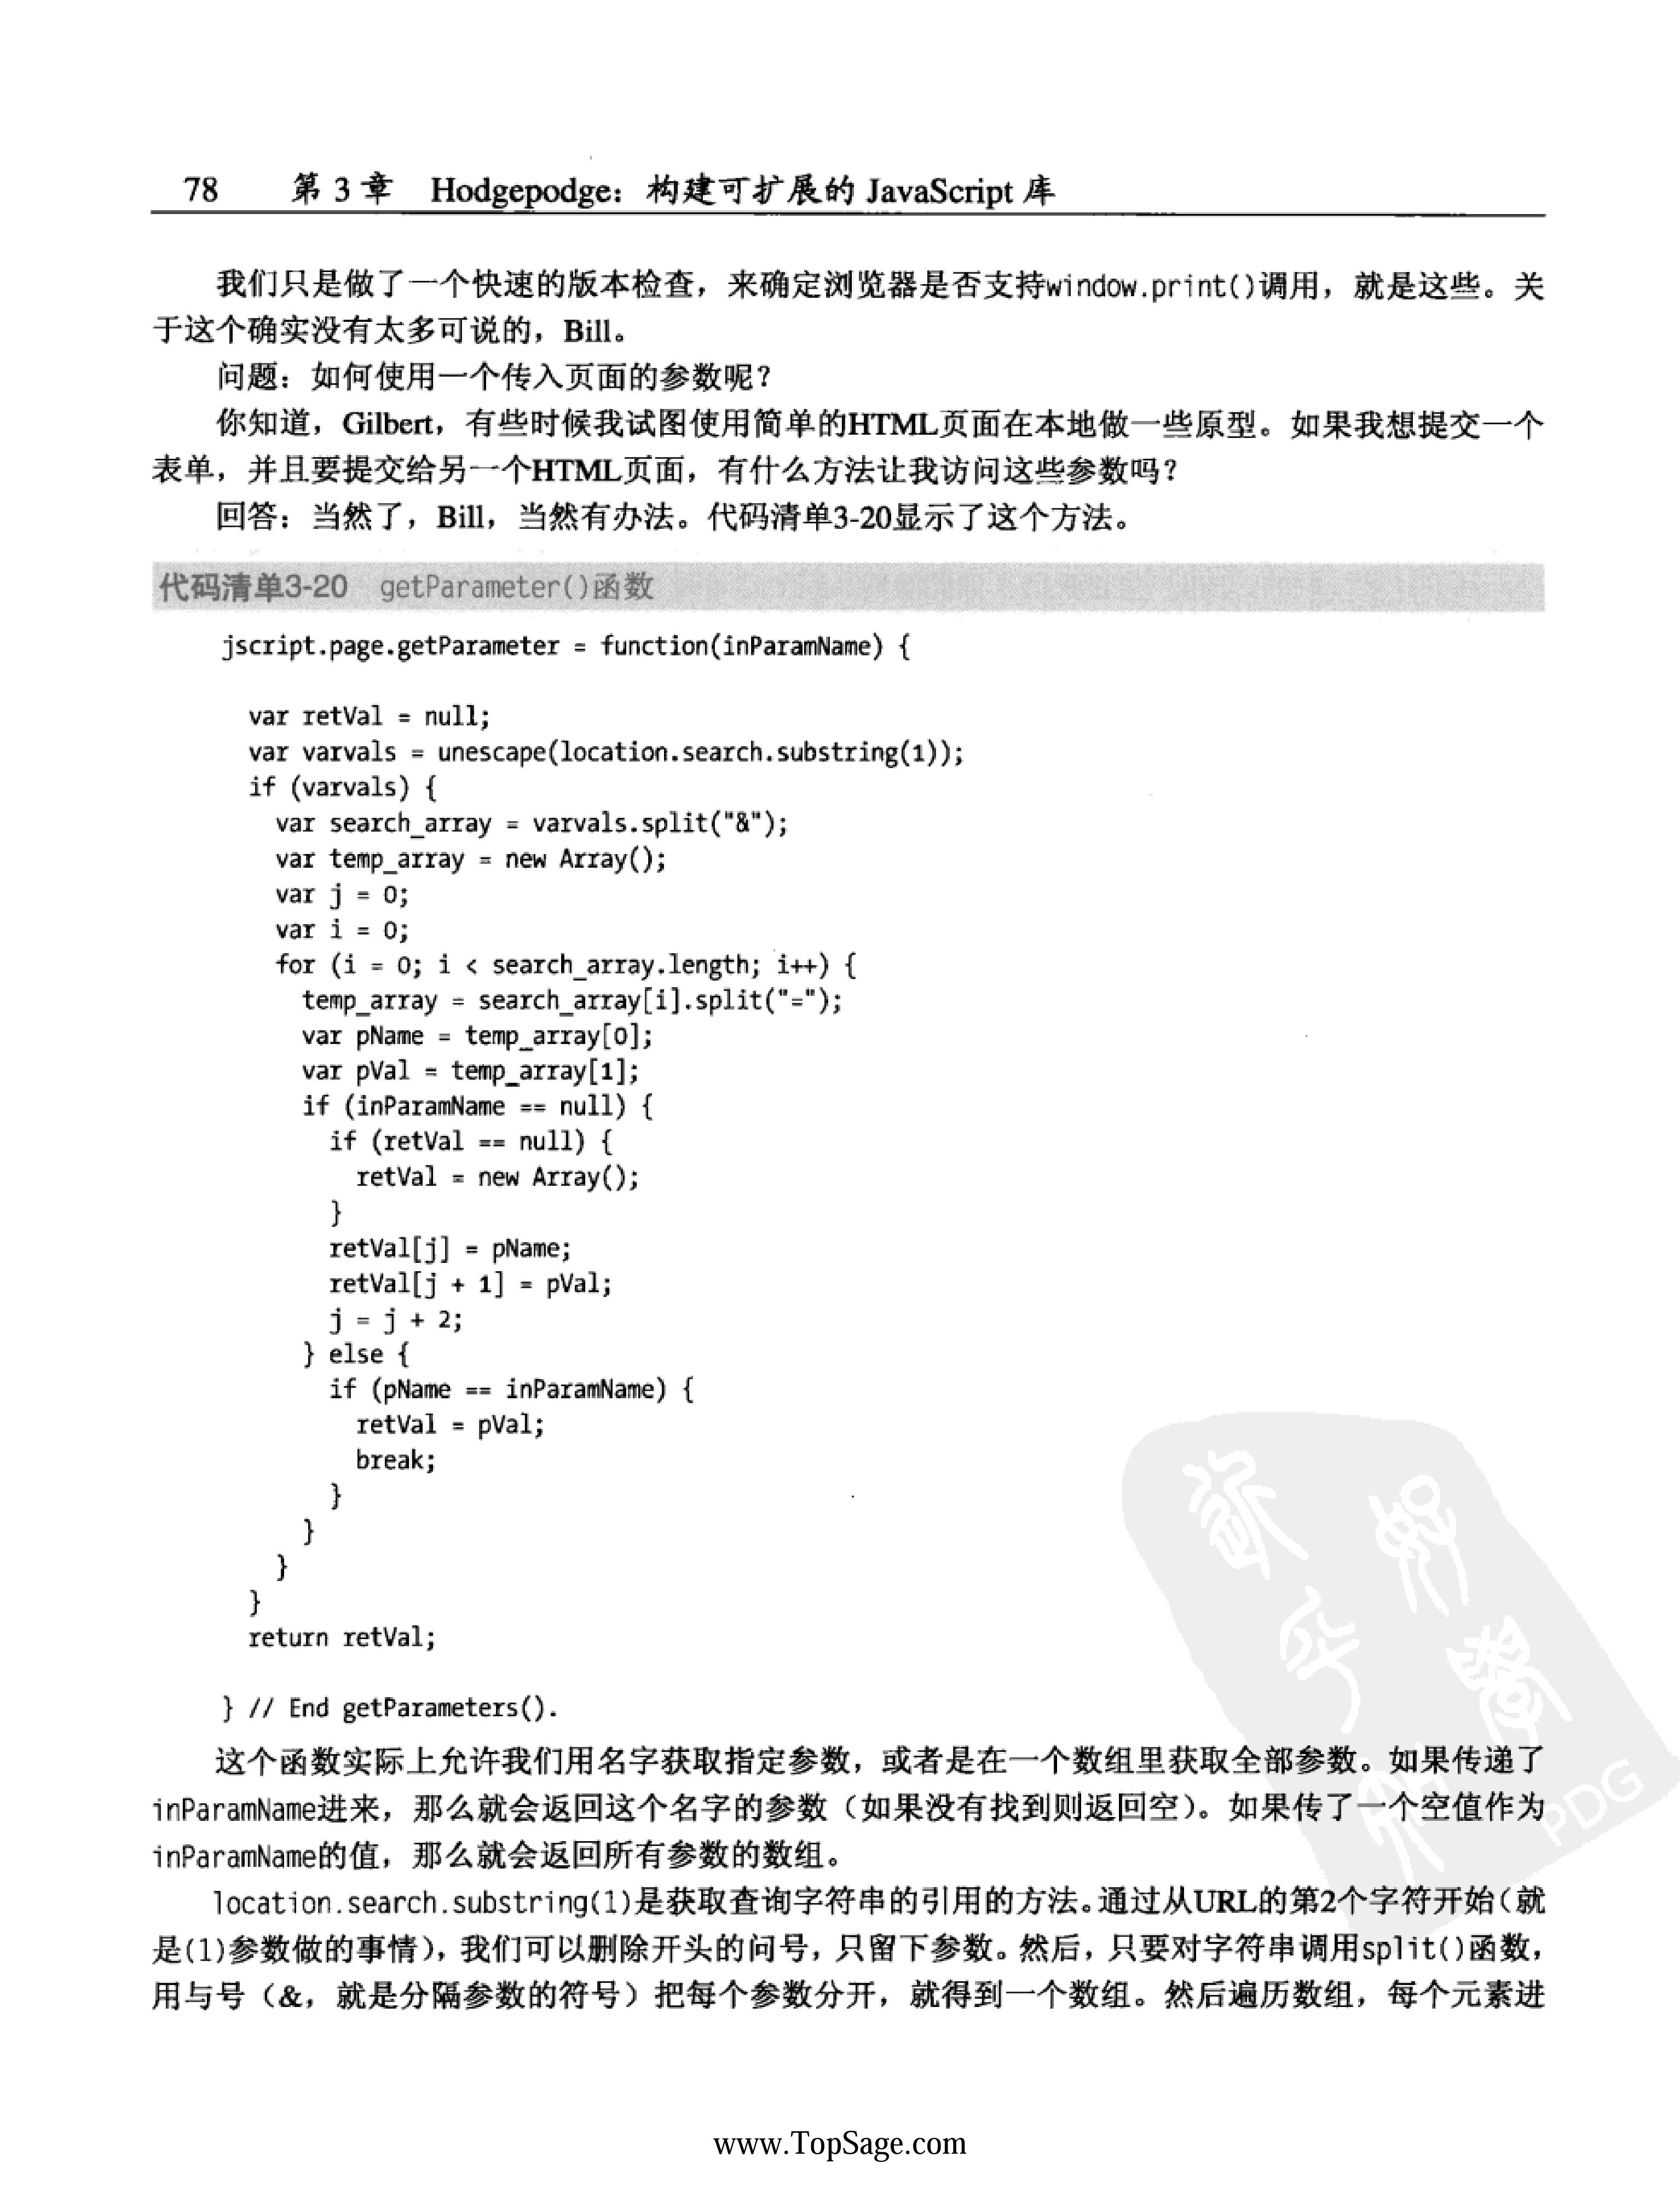 78 第 3 章 Hodgepodge：构建可扩展的 JavaScript 库
我们只是做了一个快速的版本检查，来确定浏览器是否支持window.print()调用，就是这些。关
于这个确实没有太多可说的，Bill。
问题：如何使用一个传入页面的参数呢？
你知道，Gilbert，有些时候我试图使用简单的HTML页面在本地做一些原型。如果我想提交一个
表单，并且要提交给另一个HTML页面，有什么方法让我访问这些参数吗？
回答：当然了，Bill，当然有办法。代码清单3-20显示了这个方法。
代码清单3-20 getParameter()函数
jscript.page.getParameter = function(inParamName) {
var retVal = null;
var varvals = unescape(location.search.substring(1));
if (varvals) {
var search_array = varvals.split("&");
var temp_array = new Array();
var j = 0;
var i = 0;
for (i = 0; i < search_array.length; i++) {
temp_array = search_array[i].split("=");
var pName = temp_array[0];
var pVal = temp_array[1];
if (inParamName == null) {
if (retVal == null) {
retVal = new Array();
}
retVal[j] = pName;
retVal[j + 1] = pVal;
j = j + 2;
} else {
if (pName == inParamName) {
retVal = pVal;
break;
}
}
}
}
return retVal;
} // End getParameters().
这个函数实际上允许我们用名字获取指定参数，或者是在一个数组里获取全部参数。如果传递了
inParamName进来，那么就会返回这个名字的参数（如果没有找到则返回空）。如果传了一个空值作为
inParamName的值，那么就会返回所有参数的数组。
location.search.substring(1)是获取查询字符串的引用的方法。通过从URL的第2个字符开始（就
是(1)参数做的事情），我们可以删除开头的问号，只留下参数。然后，只要对字符串调用split()函数，
用与号（&，就是分隔参数的符号）把每个参数分开，就得到一个数组。然后遍历数组，每个元素进
PDG
www.TopSage.com